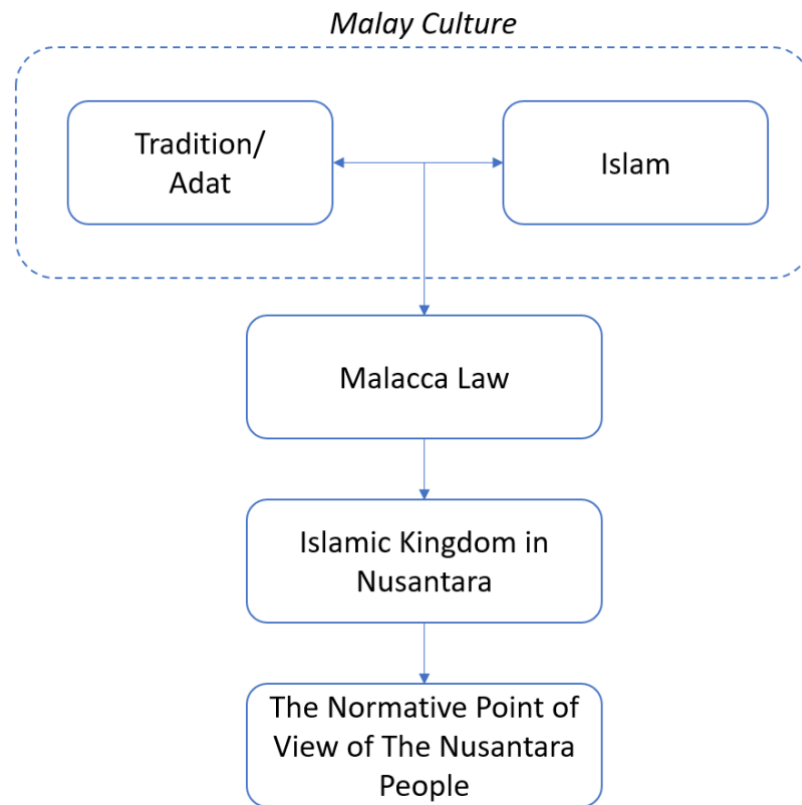 Malay Culture
Tradition/
Adat
Islam
Malacca Law
Islamic Kingdom in
Nusantara
The Normative Point of
View of The Nusantara
People